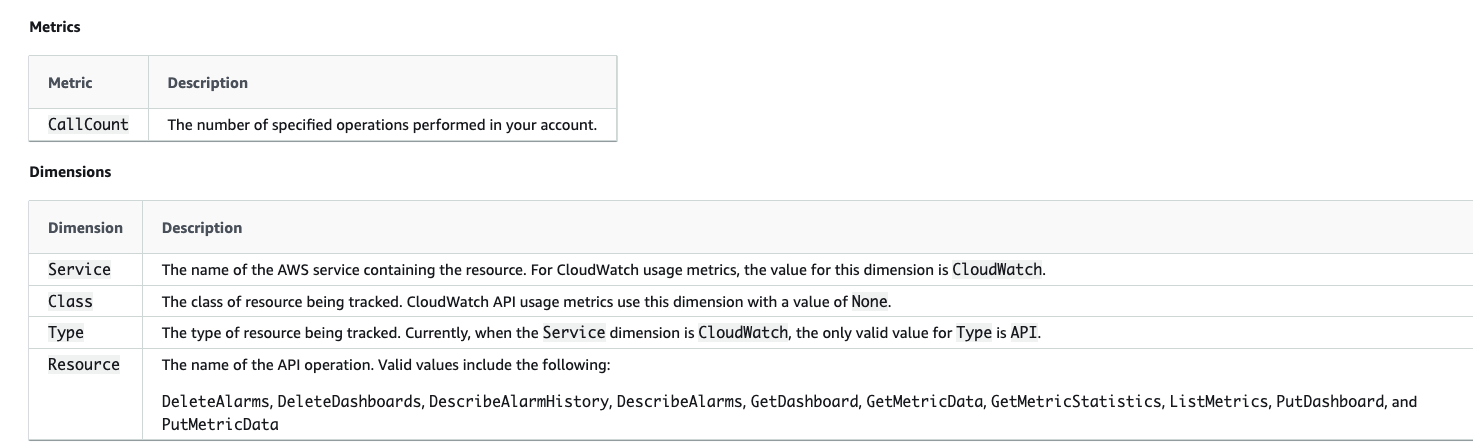 Metrics
Metric Description
CallCount The number of specified operations performed in your account.
Dimensions
Dimension Description
Service The name of the AWS service containing the resource. For CloudWatch usage metrics, the value for this dimension is CloudWatch.
Class The class of resource being tracked. CloudWatch API usage metrics use this dimension with a value of None.
Type The type of resource being tracked. Currently, when the Service dimension is CloudWatch, the only valid value for Type is API.
Resource The name of the API operation. Valid values include the following:
DeleteAlarms, DeleteDashboards, DescribeAlarmHistory, DescribeAlarms, GetDashboard, GetMetricData, GetMetricStatistics, ListMetrics, PutDashboard, and
PutMetricData